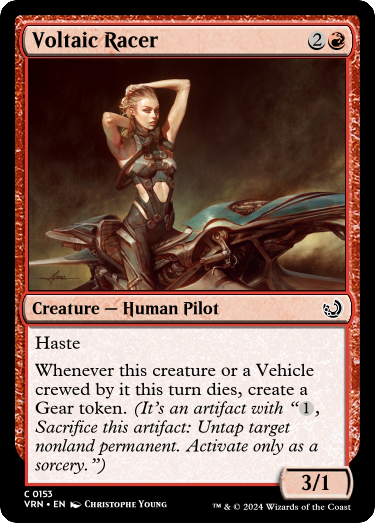 Voltaic Racer 2
Creature — Human Pilot
Haste
Whenever this creature or a Vehicle
crewed by it this turn dies, create a
Gear token. (It's an artifact with “1,
Sacrifice this artifact: Untap target
nonland permanent. Activate only as a
sorcery.”)
3/1
C 0153
VRN • EN Christophe Young
™ & © 2024 Wizards of the Coast